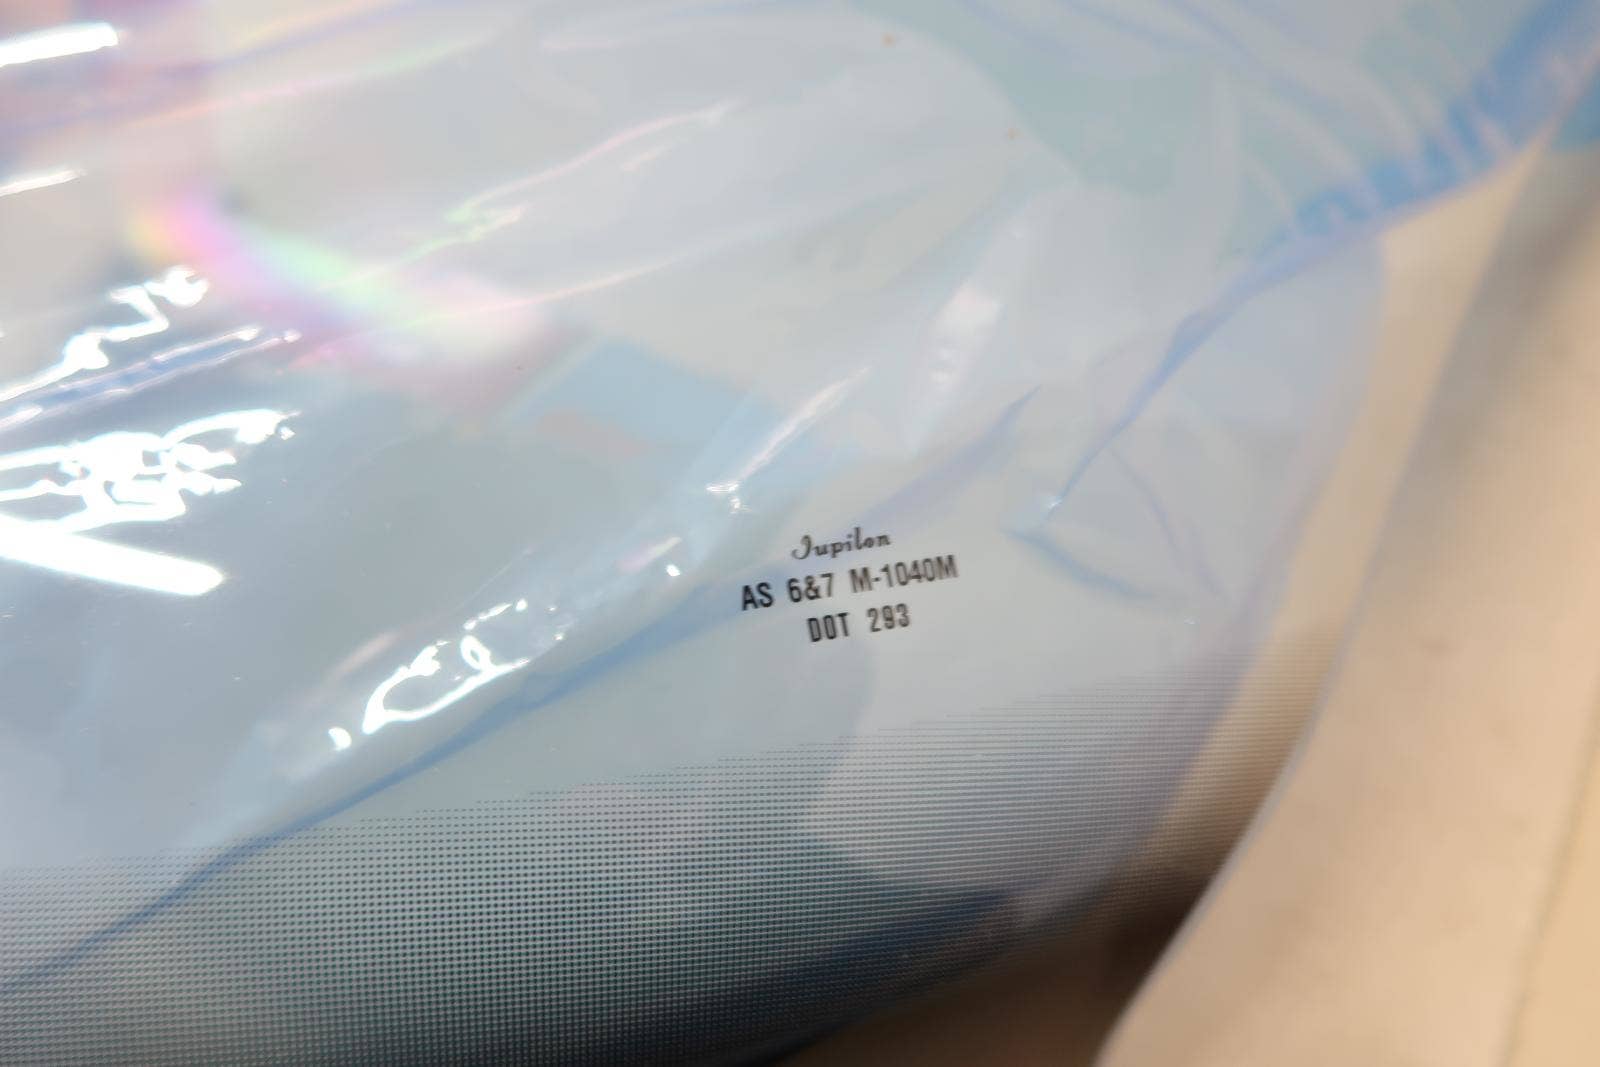 Iupilon
AS 6&7 M-1040M
DOT 293